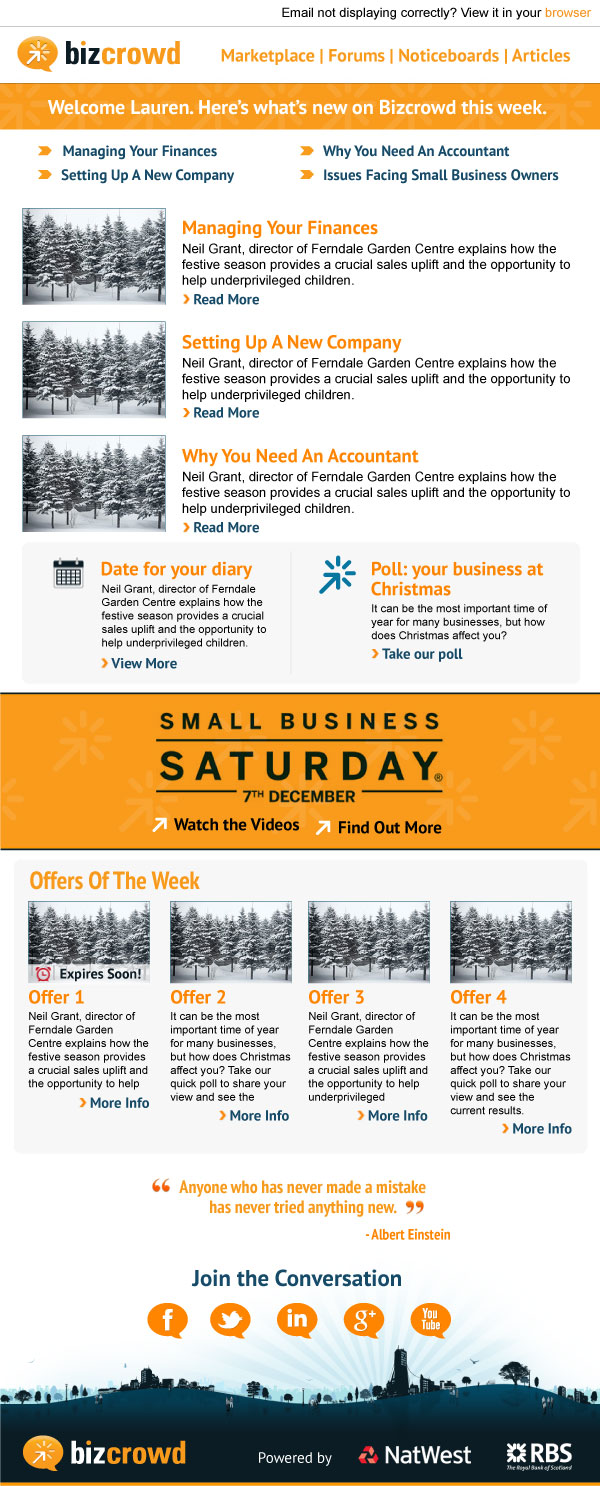 Email not displaying correctly? View it in your browser
bizcrowd
Marketplace | Forums | Noticeboards | Articles
Welcome Lauren. Here's what's new on Bizcrowd this week.
Managing Your Finances
Why You Need An Accountant
Setting Up A New Company
Issues Facing Small Business Owners
Managing Your Finances
Neil Grant, director of Ferndale Garden Centre explains how the
festive season provides a crucial sales uplift and the opportunity to
help underprivileged children.
Read More
Setting Up A New Company
Neil Grant, director of Ferndale Garden Centre explains how the
festive season provides a crucial sales uplift and the opportunity to
help underprivileged children.
Read More
Why You Need An Accountant
Neil Grant, director of Ferndale Garden Centre explains how the
festive season provides a crucial sales uplift and the opportunity to
help underprivileged children.
Read More
Date for your diary
Neil Grant, director of Ferndale
Garden Centre explains how the
festive season provides a crucial
sales uplift and the opportunity to
help underprivileged children.
View More
Poll: your business at
Christmas
It can be the most important time of
year for many businesses, but how
does Christmas affect you?
Take our poll
SMALL BUSINESS
SATURDAY®
7TH DECEMBER
Watch the Videos
Find Out More
Offers Of The Week
Expires Soon!
Offer 1
Neil Grant, director of
Ferndale Garden
Centre explains how the
festive season provides
a crucial sales uplift and
the opportunity to help
More Info
Offer 2
It can be the most
important time of year
for many businesses,
but how does Christmas
affect you? Take our
quick poll to share your
view and see the
More Info
Offer 3
Neil Grant, director of
Ferndale Garden
Centre explains how the
festive season provides
a crucial sales uplift and
the opportunity to help
underprivileged
More Info
Offer 4
It can be the most
important time of year
for many businesses,
but how does Christmas
affect you? Take our
quick poll to share your
view and see the
current results.
More Info
“ Anyone who has never made a mistake
has never tried anything new. ”
- Albert Einstein
Join the Conversation
f
in
g+
You
Tube
bizcrowd
Powered by
NatWest
RBS
The Royal Bank of Scotland